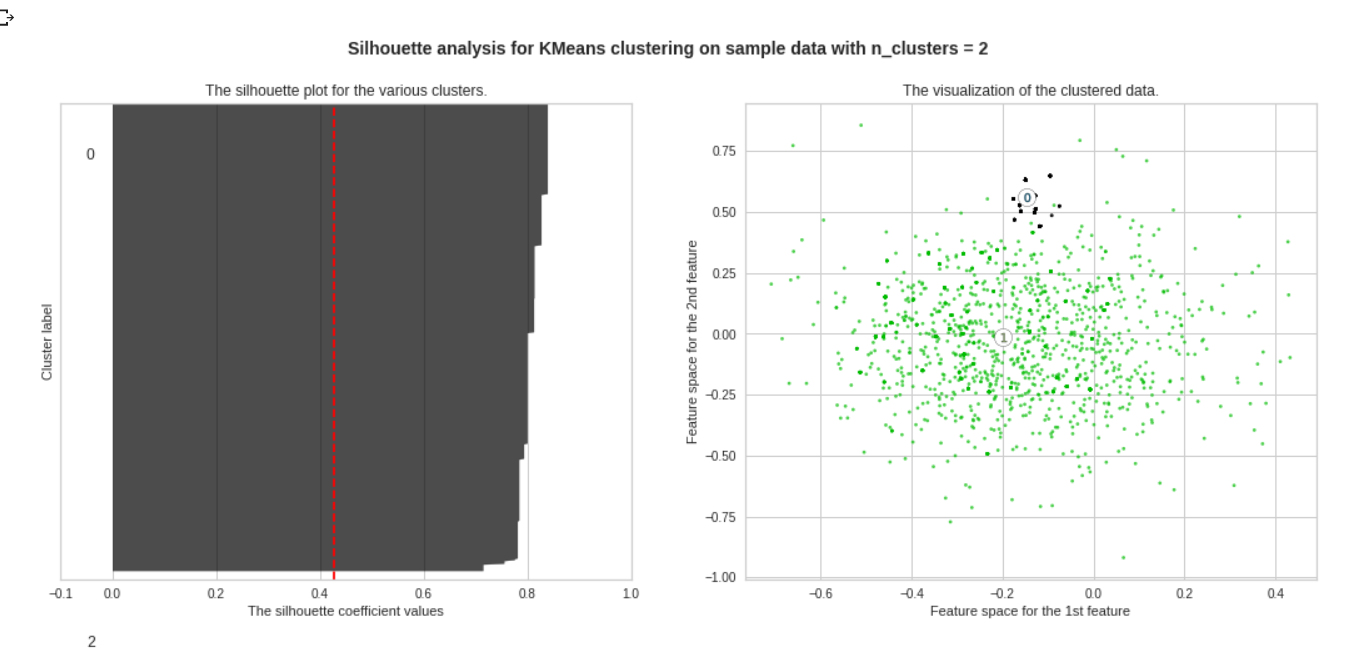 Silhouette analysis for KMeans clustering on sample data with n_clusters = 2
The silhouette plot for the various clusters.
0
Cluster label
−0.1 0.0 0.2 0.4 0.6 0.8 1.0
The silhouette coefficient values
2
The visualization of the clustered data.
0
1
Feature space for the 2nd feature
0.75
0.50
0.25
0.00
−0.25
−0.50
−0.75
−1.00
−0.6 −0.4 −0.2 0.0 0.2 0.4
Feature space for the 1st feature